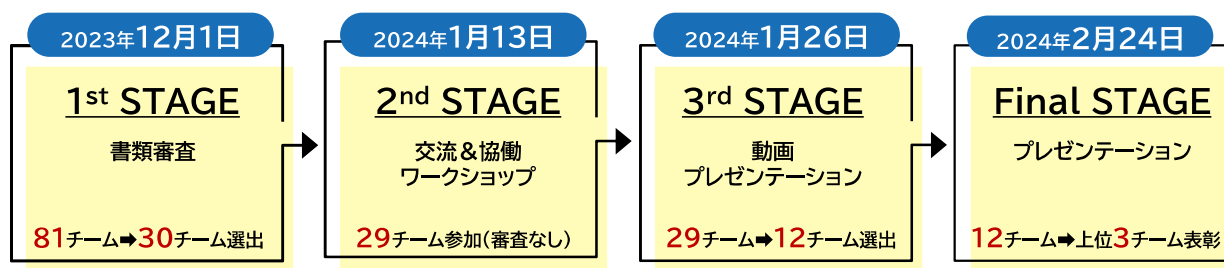 2023年12月1日
1st STAGE
書類審査
81チーム➡30チーム選出
2024年1月13日
2nd STAGE
交流&協働
ワークショップ
29チーム参加(審査なし)
2024年1月26日
3rd STAGE
動画
プレゼンテーション
29チーム➡12チーム選出
2024年2月24日
Final STAGE
プレゼンテーション
12チーム➡上位3チーム表彰